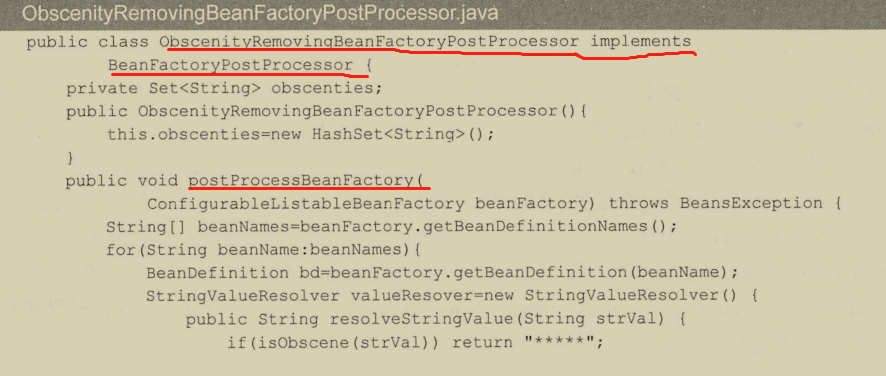 ObscenityRemovingBeanFactoryPostProcessor.java
public class ObscenityRemovingBeanFactoryPostProcessor implements
BeanFactoryPostProcessor {
private Set<String> obscenties;
public ObscenityRemovingBeanFactoryPostProcessor(){
this.obscenties=new HashSet<String>();
}
public void postProcessBeanFactory(
ConfigurableListableBeanFactory beanFactory) throws BeansException {
String[] beanNames=beanFactory.getBeanDefinitionNames();
for(String beanName:beanNames){
BeanDefinition bd=beanFactory.getBeanDefinition(beanName);
StringValueResolver valueResover=new StringValueResolver() {
public String resolveStringValue(String strVal) {
if(isObscene(strVal)) return "*****";